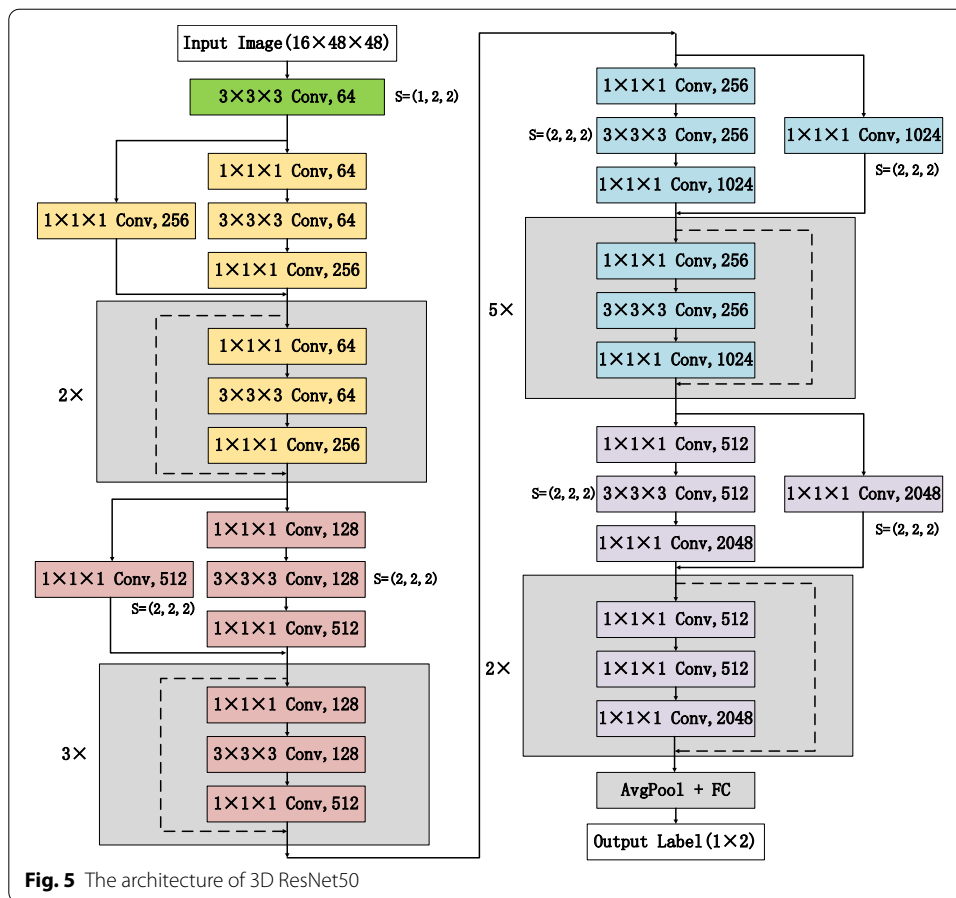 Input Image(16×48×48)
3×3×3 Conv, 64
S=(1, 2, 2)
1×1×1 Conv, 64
1×1×1 Conv, 256
3×3×3 Conv, 64
1×1×1 Conv, 256
2×
1×1×1 Conv, 64
3×3×3 Conv, 64
1×1×1 Conv, 256
1×1×1 Conv, 128
1×1×1 Conv, 512
S=(2, 2, 2)
3×3×3 Conv, 128
S=(2, 2, 2)
1×1×1 Conv, 512
3×
1×1×1 Conv, 128
3×3×3 Conv, 128
1×1×1 Conv, 512
1×1×1 Conv, 256
S=(2, 2, 2)
3×3×3 Conv, 256
1×1×1 Conv, 1024
S=(2, 2, 2)
1×1×1 Conv, 1024
5×
1×1×1 Conv, 256
3×3×3 Conv, 256
1×1×1 Conv, 1024
1×1×1 Conv, 512
S=(2, 2, 2)
3×3×3 Conv, 512
1×1×1 Conv, 2048
S=(2, 2, 2)
1×1×1 Conv, 2048
2×
1×1×1 Conv, 512
1×1×1 Conv, 512
1×1×1 Conv, 2048
AvgPool + FC
Output Label(1×2)
Fig. 5 The architecture of 3D ResNet50